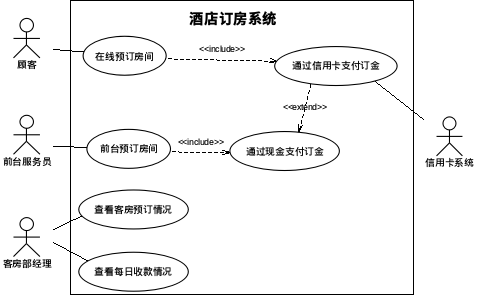 酒店订房系统
顾客
在线预订房间
<<include>>
通过信用卡支付订金
<<extend>>
前台服务员
前台预订房间
<<include>>
通过现金支付订金
信用卡系统
查看客房预订情况
客房部经理
查看每日收款情况